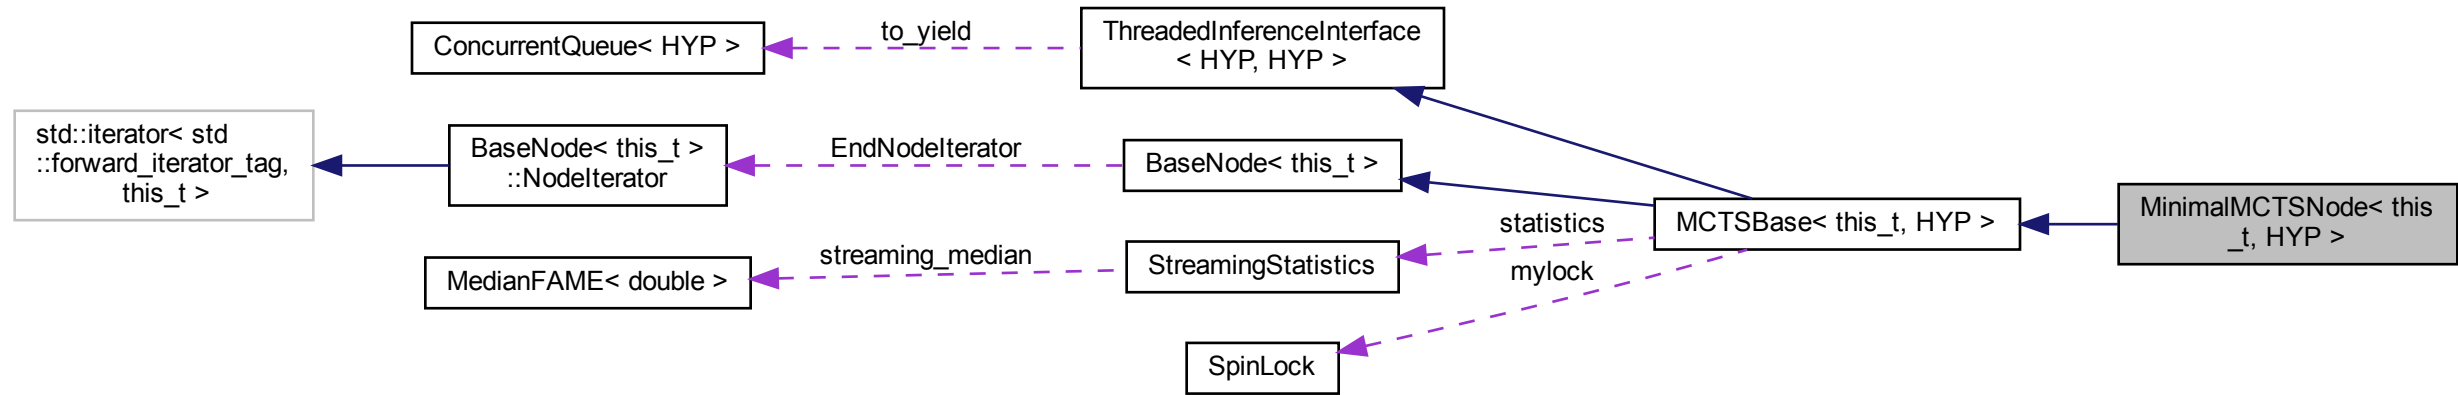 to_yield
ConcurrentQueue< HYP >
ThreadedInferenceInterface
< HYP, HYP >
std::iterator< std
::forward_iterator_tag,
this_t >
BaseNode< this_t >
::NodeIterator
EndNodeIterator
BaseNode< this_t >
MCTSBase< this_t, HYP >
MinimalMCTSNode< this
_t, HYP >
statistics
streaming_median
MedianFAME< double >
StreamingStatistics
mylock
SpinLock